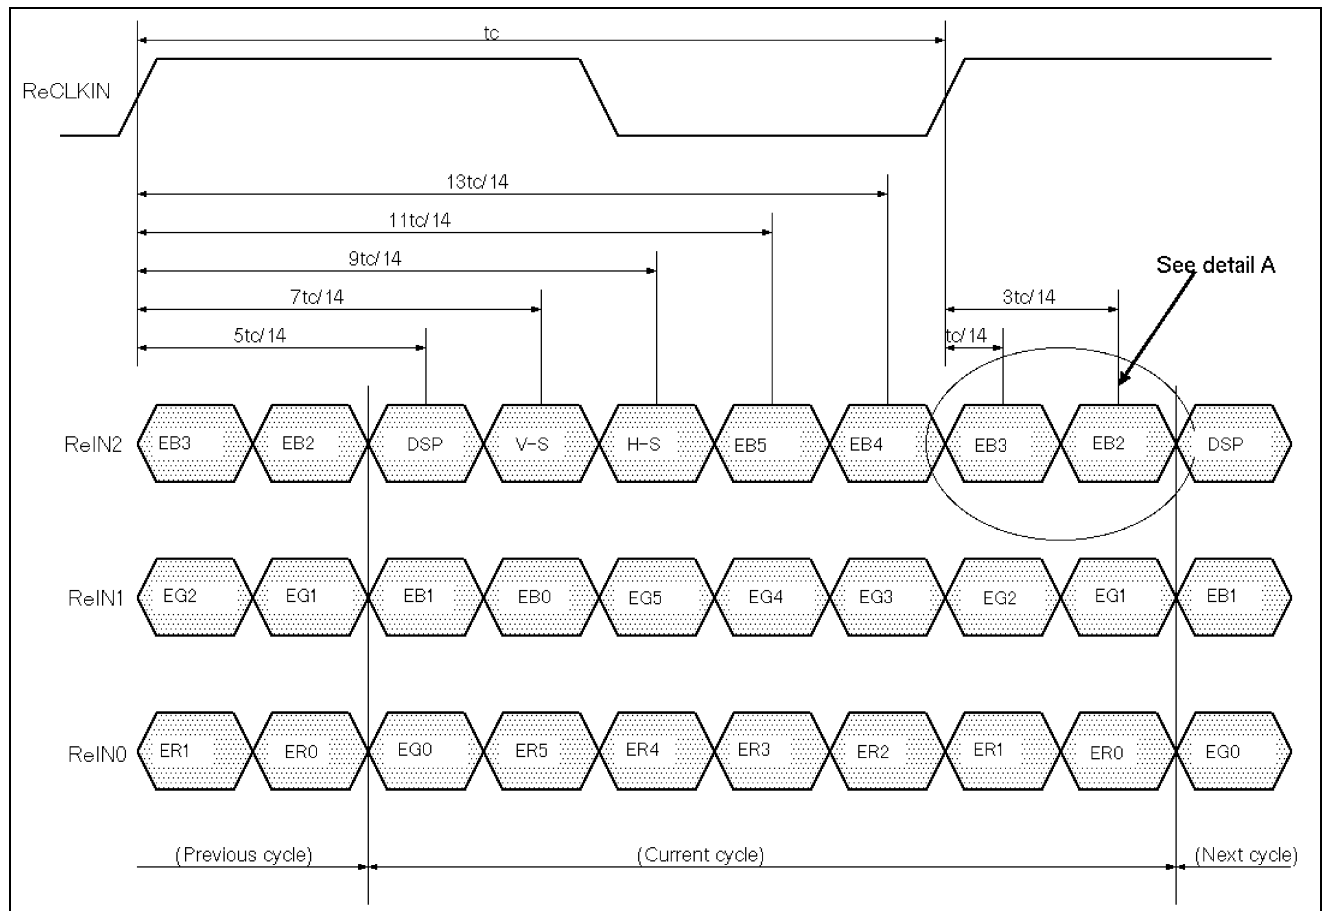 tc
ReCLKIN
13tc/14
11tc/14
9tc/14
See detail A
7tc/14
3tc/14
5tc/14
tc/14
ReIN2 EB3 EB2 DSP V-S H-S EB5 EB4 EB3 EB2 DSP
ReIN1 EG2 EG1 EB1 EB0 EG5 EG4 EG3 EG2 EG1 EB1
ReIN0 ER1 ER0 EG0 ER5 ER4 ER3 ER2 ER1 ER0 EG0
(Previous cycle) (Current cycle) (Next cycle)